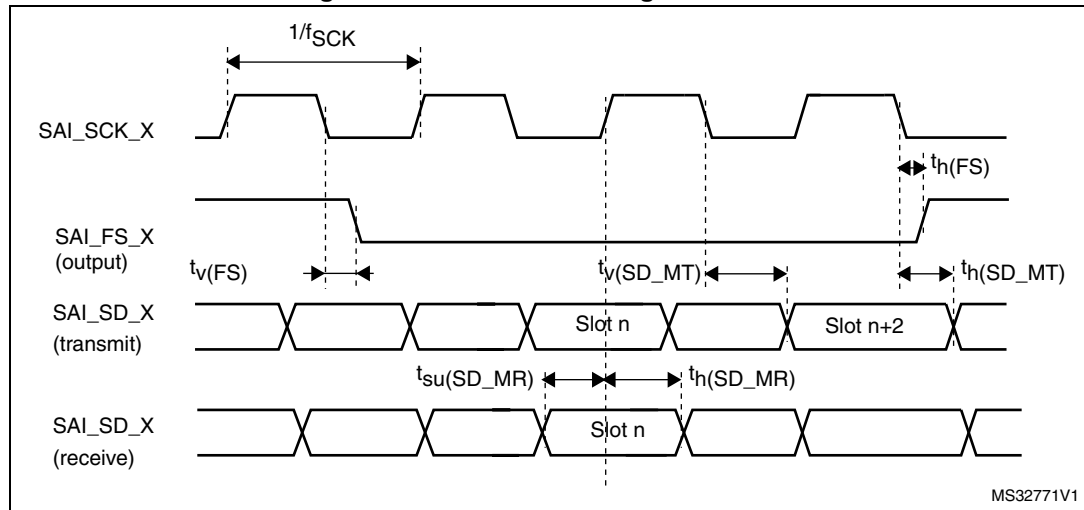 1/fSCK
SAI_SCK_X
th(FS)
SAI_FS_X
(output)
tv(FS)
tv(SD_MT)
th(SD_MT)
SAI_SD_X
(transmit)
Slot n
Slot n+2
tsu(SD_MR)
th(SD_MR)
SAI_SD_X
(receive)
Slot n
MS32771V1